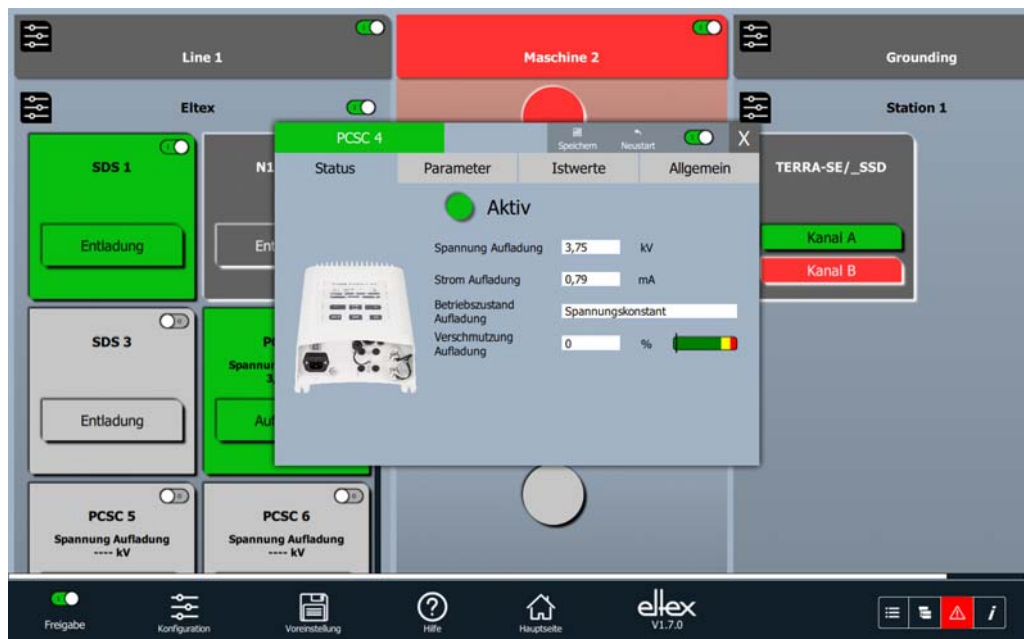 Line 1
Maschine 2
Grounding
Eltex
Station 1
PCSC 4
Speichern
Neustart
X
SDS 1
Status
Parameter
Istwerte
Allgemein
TERRA-SE/_SSD
Aktiv
Entladung
Spannung Aufladung 3,75 kV
Kanal A
Strom Aufladung 0,79 mA
Kanal B
Betriebszustand
Aufladung
Spannungskonstant
SDS 3
Verschmutzung
Aufladung
0 %
Entladung
PCSC 5
Spannung Aufladung
---- kV
PCSC 6
Spannung Aufladung
---- kV
Freigabe
Konfiguration
Voreinstellung
Hilfe
Hauptseite
eltex
V1.7.0